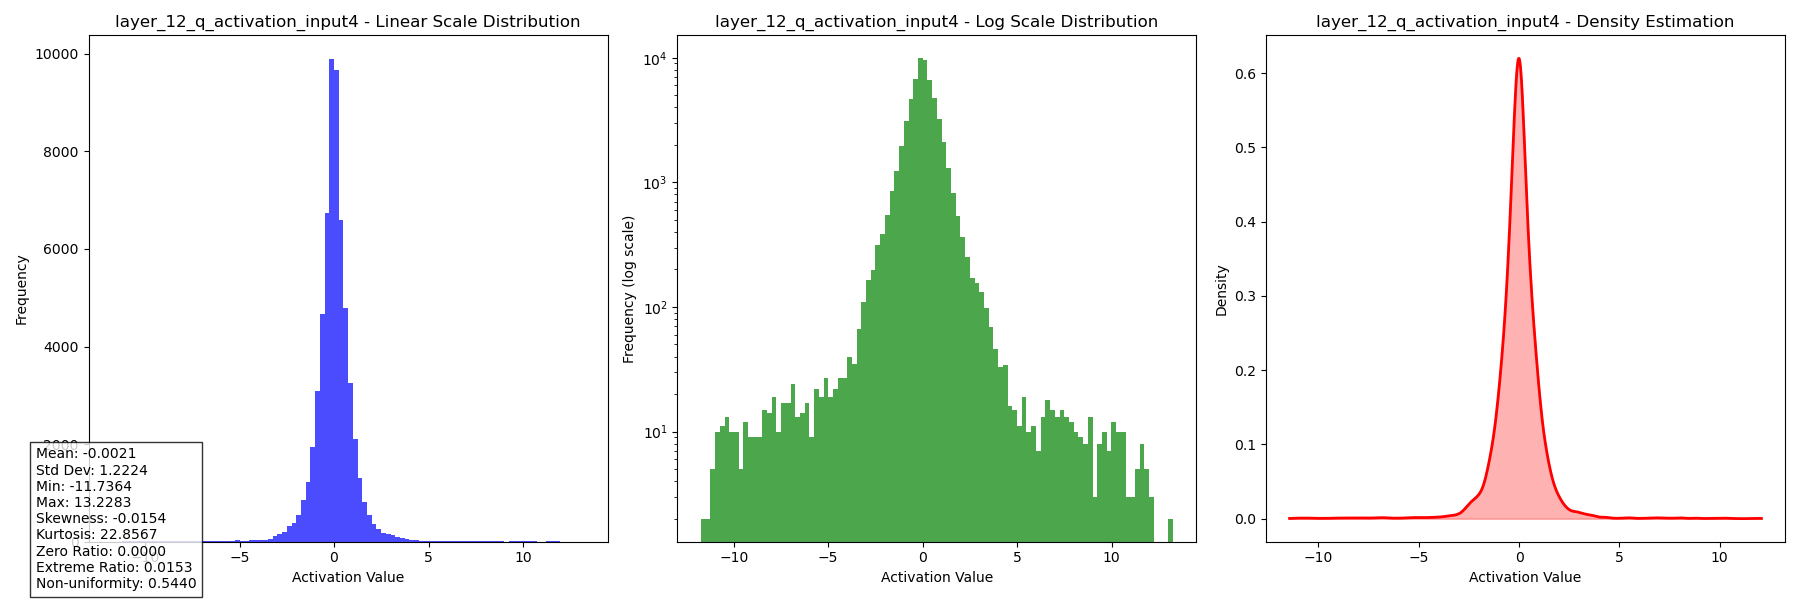 layer_12_q_activation_input4 - Linear Scale Distribution
10000
8000
6000
4000
2000
0
Frequency
−10
−5
0
5
10
Activation Value
Mean: -0.0021
Std Dev: 1.2224
Min: -11.7364
Max: 13.2283
Skewness: -0.0154
Kurtosis: 22.8567
Zero Ratio: 0.0000
Extreme Ratio: 0.0153
Non-uniformity: 0.5440
layer_12_q_activation_input4 - Log Scale Distribution
10⁴
10³
10²
10¹
Frequency (log scale)
−10
−5
0
5
10
Activation Value
layer_12_q_activation_input4 - Density Estimation
0.6
0.5
0.4
0.3
0.2
0.1
0.0
Density
−10
−5
0
5
10
Activation Value